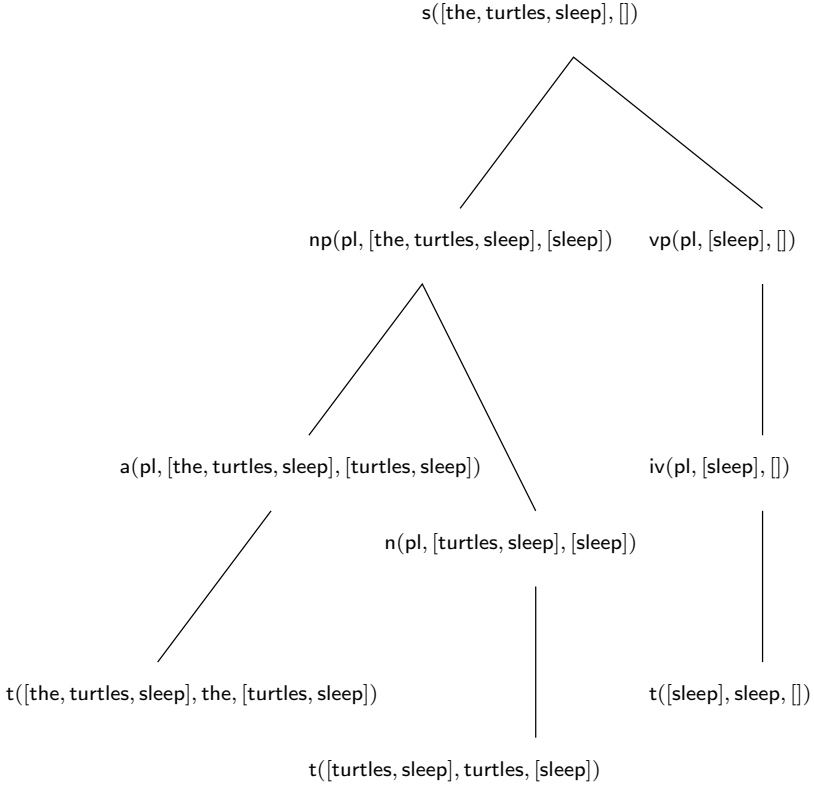 s([the, turtles, sleep], [])
np(pl, [the, turtles, sleep], [sleep]) vp(pl, [sleep], [])
a(pl, [the, turtles, sleep], [turtles, sleep]) iv(pl, [sleep], [])
n(pl, [turtles, sleep], [sleep])
t([the, turtles, sleep], the, [turtles, sleep]) t([sleep], sleep, [])
t([turtles, sleep], turtles, [sleep])